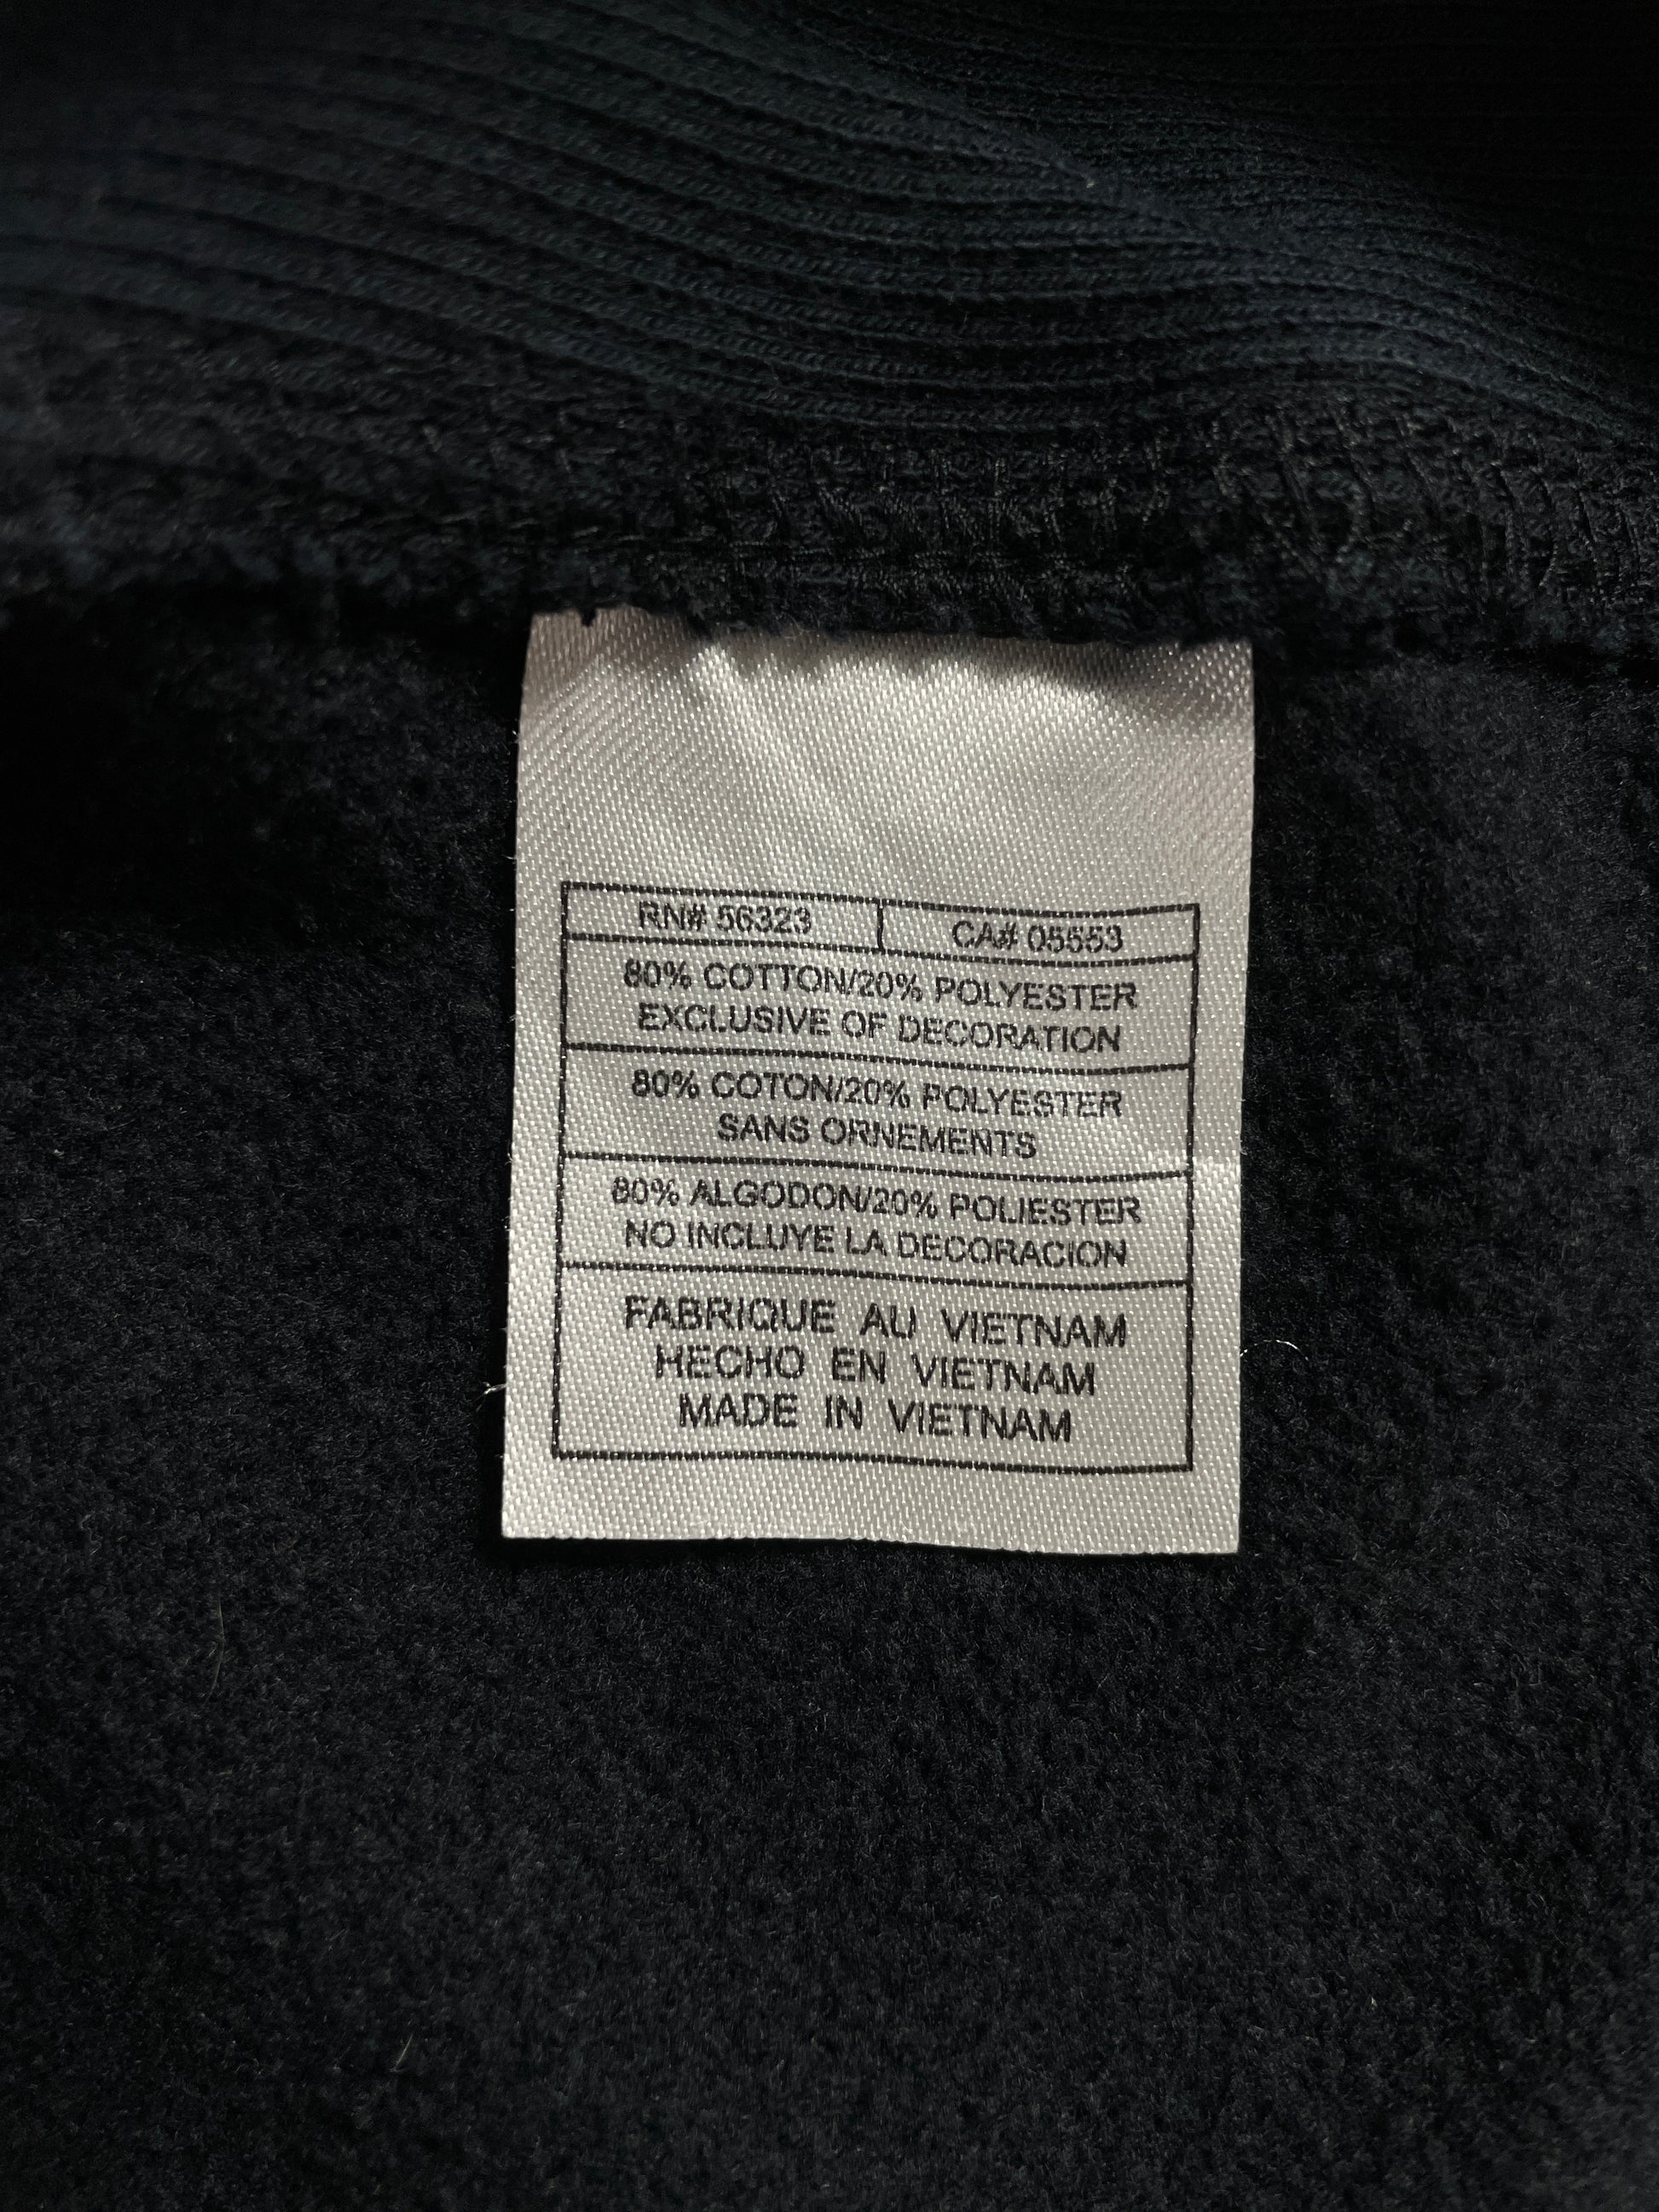 RN# 56323 CA# 05553
80% COTTON/20% POLYESTER
EXCLUSIVE OF DECORATION
80% COTON/20% POLYESTER
SANS ORNEMENTS
80% ALGODON/20% POLIESTER
NO INCLUYE LA DECORACION
FABRIQUE AU VIETNAM
HECHO EN VIETNAM
MADE IN VIETNAM